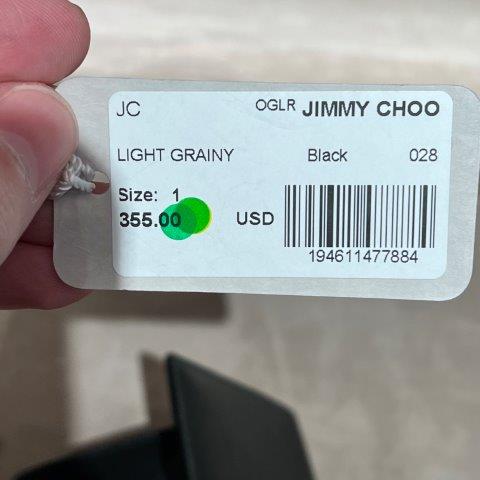 JC OGLR JIMMY CHOO
LIGHT GRAINY Black 028
Size: 1
355.00 USD
194611477884